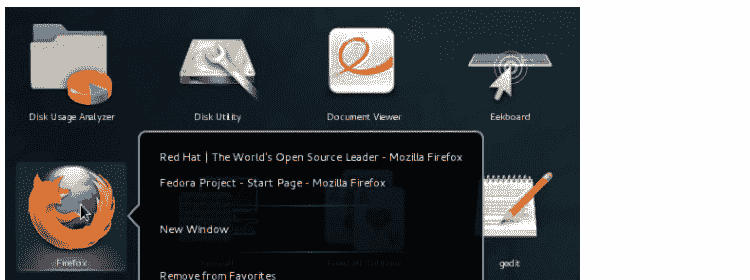 Disk Usage Analyzer
Disk Utility
Document Viewer
Eekboard
Red Hat | The World's Open Source Leader - Mozilla Firefox
Fedora Project - Start Page - Mozilla Firefox
New Window
Remove from Favorites
Firefox
gedit